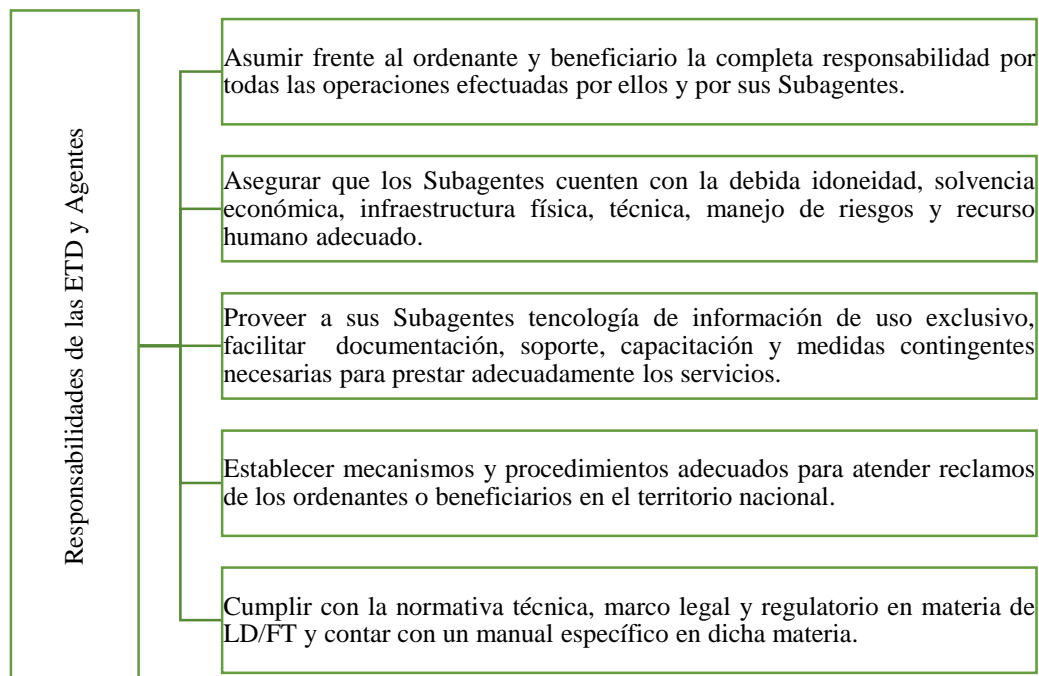 Responsabilidades de las ETD y Agentes
Asumir frente al ordenante y beneficiario la completa responsabilidad por
todas las operaciones efectuadas por ellos y por sus Subagentes.
Asegurar que los Subagentes cuenten con la debida idoneidad, solvencia
económica, infraestructura física, técnica, manejo de riesgos y recurso
humano adecuado.
Proveer a sus Subagentes tencología de información de uso exclusivo,
facilitar documentación, soporte, capacitación y medidas contingentes
necesarias para prestar adecuadamente los servicios.
Establecer mecanismos y procedimientos adecuados para atender reclamos
de los ordenantes o beneficiarios en el territorio nacional.
Cumplir con la normativa técnica, marco legal y regulatorio en materia de
LD/FT y contar con un manual específico en dicha materia.